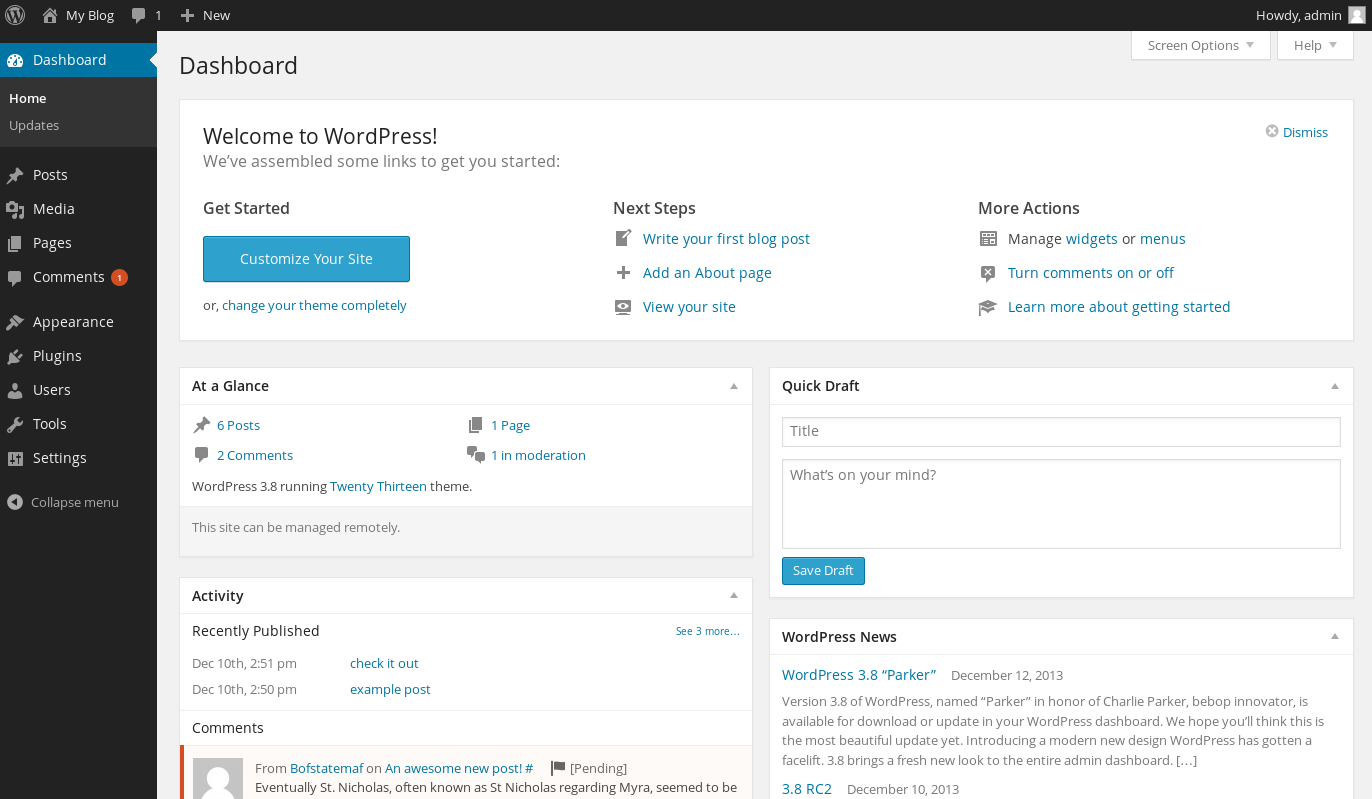 My Blog 1 New Howdy, admin
Dashboard
Home
Updates
Posts
Media
Pages
Comments 1
Appearance
Plugins
Users
Tools
Settings
Collapse menu
Screen Options Help
Dashboard
Welcome to WordPress!
Dismiss
We’ve assembled some links to get you started:
Get Started
Customize Your Site
or, change your theme completely
Next Steps
Write your first blog post
Add an About page
View your site
More Actions
Manage widgets or menus
Turn comments on or off
Learn more about getting started
At a Glance
6 Posts 1 Page
2 Comments 1 in moderation
WordPress 3.8 running Twenty Thirteen theme.
This site can be managed remotely.
Activity
Recently Published See 3 more…
Dec 10th, 2:51 pm check it out
Dec 10th, 2:50 pm example post
Comments
From Bofstatemaf on An awesome new post! # [Pending]
Eventually St. Nicholas, often known as St Nicholas regarding Myra, seemed to be
Quick Draft
Title
What’s on your mind?
Save Draft
WordPress News
WordPress 3.8 “Parker” December 12, 2013
Version 3.8 of WordPress, named “Parker” in honor of Charlie Parker, bebop innovator, is
available for download or update in your WordPress dashboard. We hope you’ll think this is
the most beautiful update yet. Introducing a modern new design WordPress has gotten a
facelift. 3.8 brings a fresh new look to the entire admin dashboard. […]
3.8 RC2 December 10, 2013